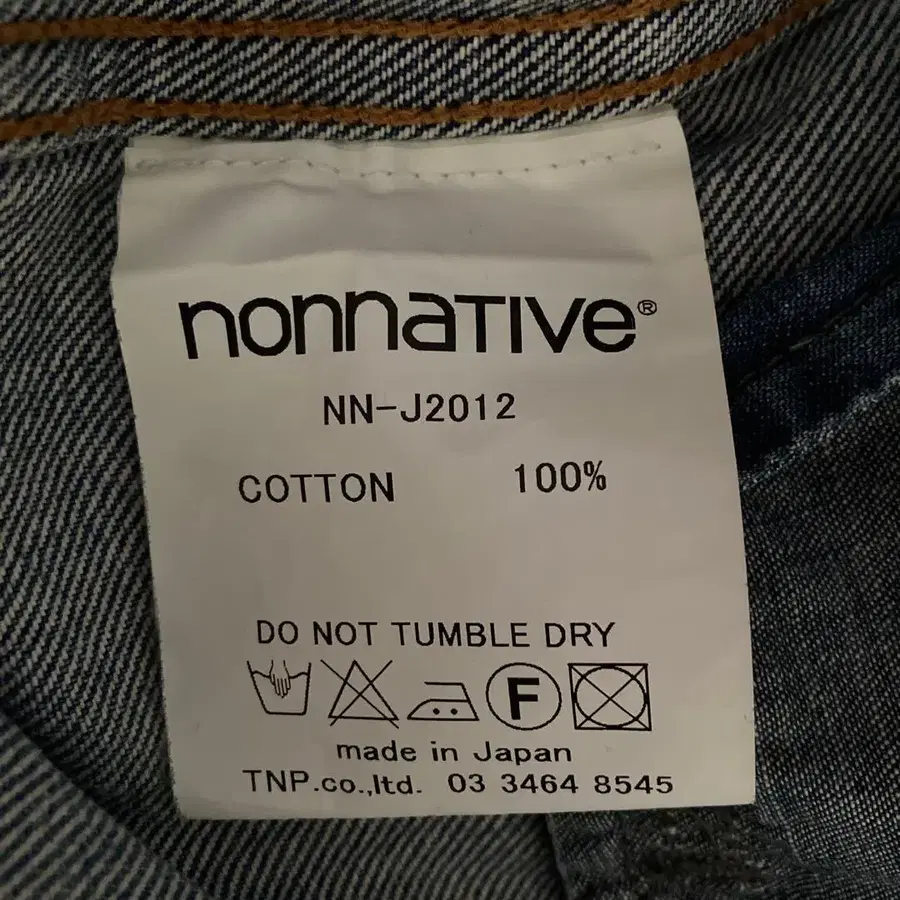 nonnative®
NN-J2012
COTTON 100%
DO NOT TUMBLE DRY
F
made in Japan
TNP.co.,ltd. 03 3464 8545